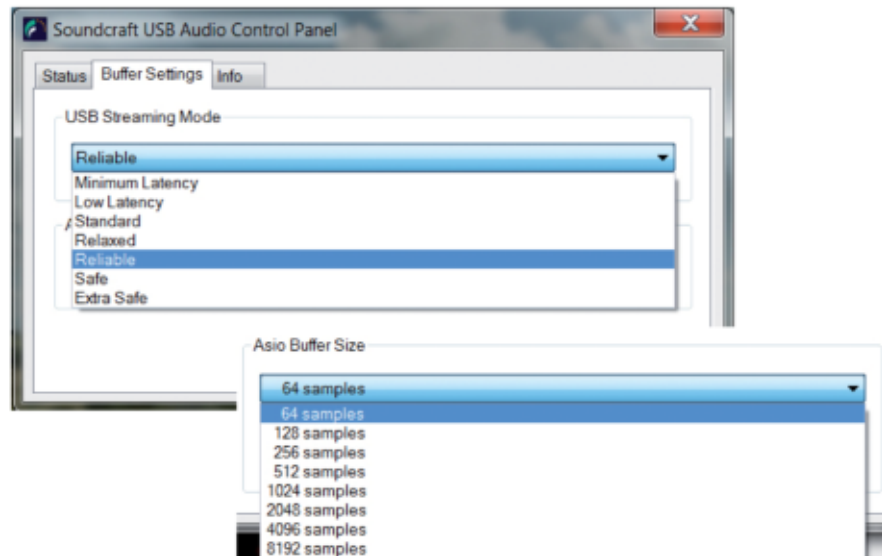 Soundcraft USB Audio Control Panel
Status Buffer Settings Info
USB Streaming Mode
Reliable
Minimum Latency
Low Latency
Standard
Relaxed
Reliable
Safe
Extra Safe
Asio Buffer Size
64 samples
64 samples
128 samples
256 samples
512 samples
1024 samples
2048 samples
4096 samples
8192 samples